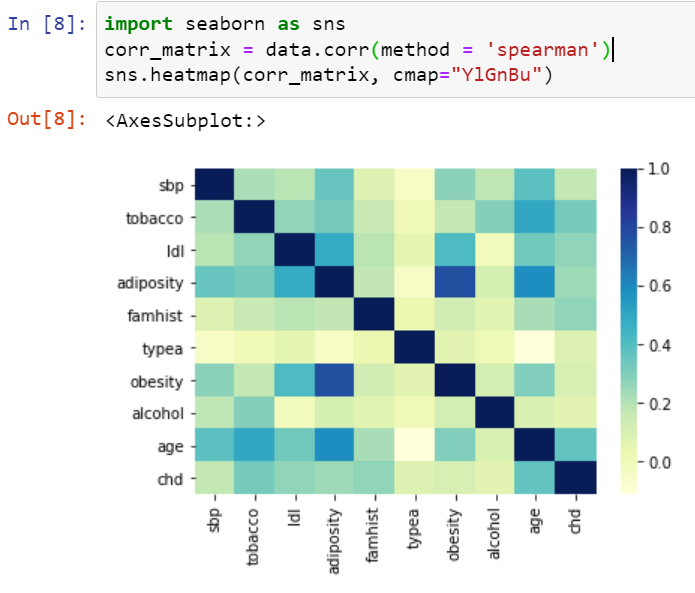 In [8]: import seaborn as sns
corr_matrix = data.corr(method = 'spearman')
sns.heatmap(corr_matrix, cmap="YlGnBu")
Out[8]: <AxesSubplot:>
sbp
tobacco
ldl
adiposity
famhist
typea
obesity
alcohol
age
chd
sbp
tobacco
ldl
adiposity
famhist
typea
obesity
alcohol
age
chd
1.0
0.8
0.6
0.4
0.2
0.0